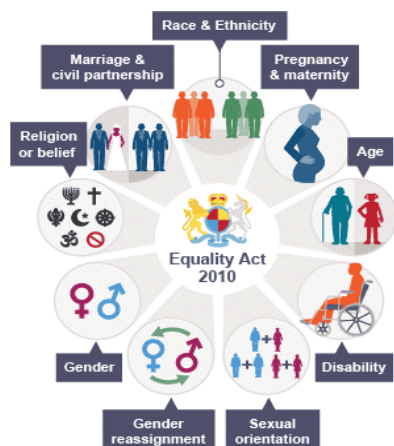 Race & Ethnicity
Marriage &
civil partnership
Pregnancy
& maternity
Religion
or belief
Age
Equality Act
2010
Gender
Disability
Gender
reassignment
Sexual
orientation